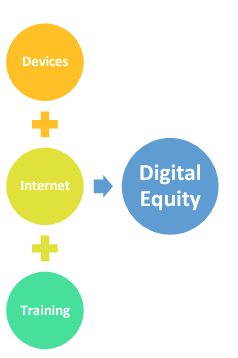 Devices
Internet
Training
Digital
Equity